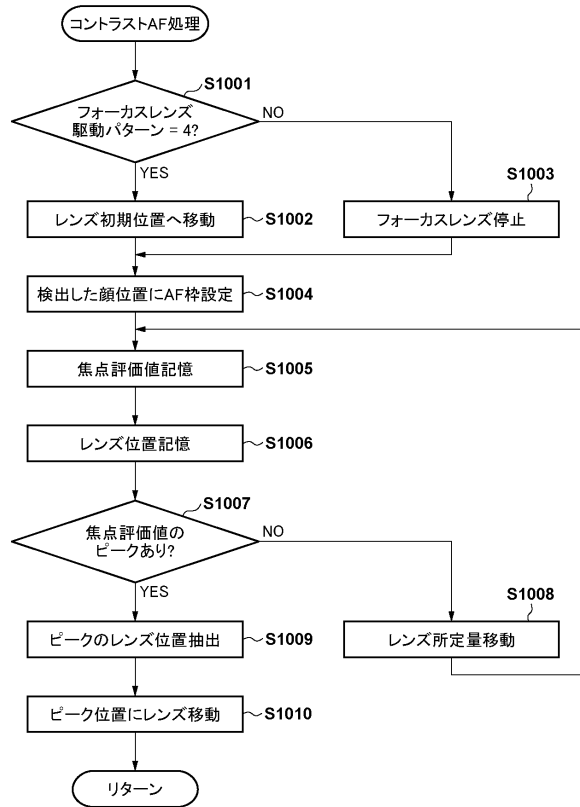 コントラストAF処理
S1001
フォーカスレンズ
駆動パターン = 4?
NO
YES
S1003
レンズ初期位置へ移動
S1002
フォーカスレンズ停止
検出した顔位置にAF枠設定
S1004
焦点評価値記憶
S1005
レンズ位置記憶
S1006
S1007
焦点評価値の
ピークあり?
NO
YES
S1008
ピークのレンズ位置抽出
S1009
レンズ所定量移動
ピーク位置にレンズ移動
S1010
リターン